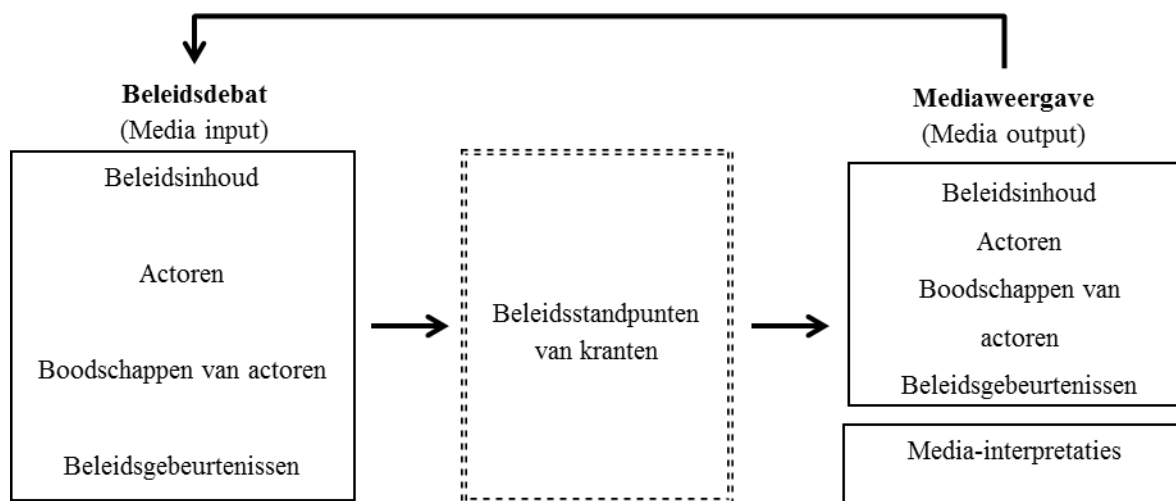 Beleidsdebat
(Media input)
Beleidsinhoud
Actoren
Boodschappen van actoren
Beleidsgebeurtenissen
Beleidsstandpunten
van kranten
Mediaweergave
(Media output)
Beleidsinhoud
Actoren
Boodschappen van
actoren
Beleidsgebeurtenissen
Media-interpretaties